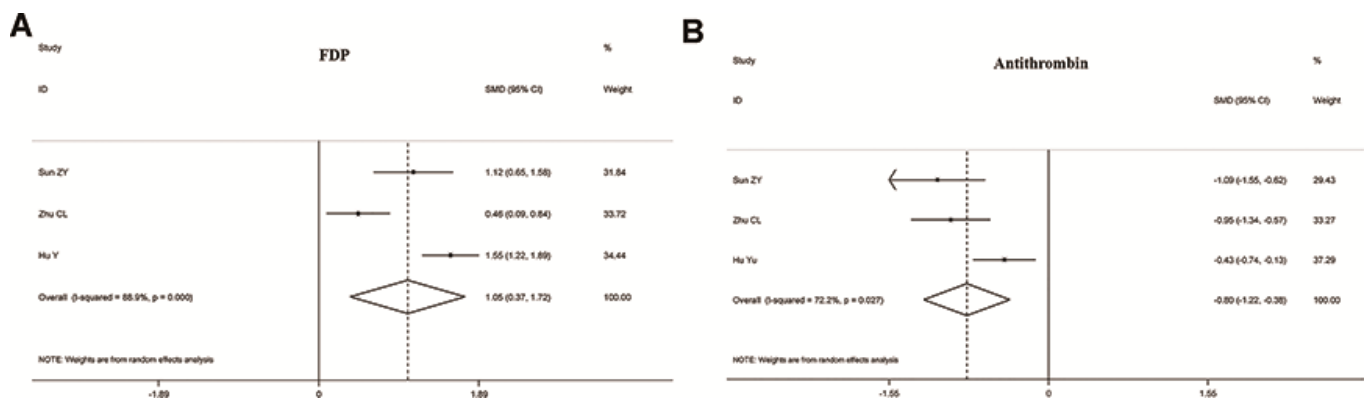 A
Study
FDP
%
ID
SMD (95% CI)
Weight
Sun ZY
1.12 (0.65, 1.58)
31.84
Zhu CL
0.46 (0.09, 0.84)
33.72
Hu Y
1.55 (1.22, 1.89)
34.44
Overall (I-squared = 88.9%, p = 0.000)
1.05 (0.37, 1.72)
100.00
NOTE: Weights are from random effects analysis
-1.89
0
1.89
B
Study
Antithrombin
%
ID
SMD (95% CI)
Weight
Sun ZY
-1.09 (-1.55, -0.62)
29.43
Zhu CL
-0.95 (-1.34, -0.57)
33.27
Hu Yu
-0.43 (-0.74, -0.13)
37.29
Overall (I-squared = 72.2%, p = 0.027)
-0.80 (-1.22, -0.38)
100.00
NOTE: Weights are from random effects analysis
-1.55
0
1.55